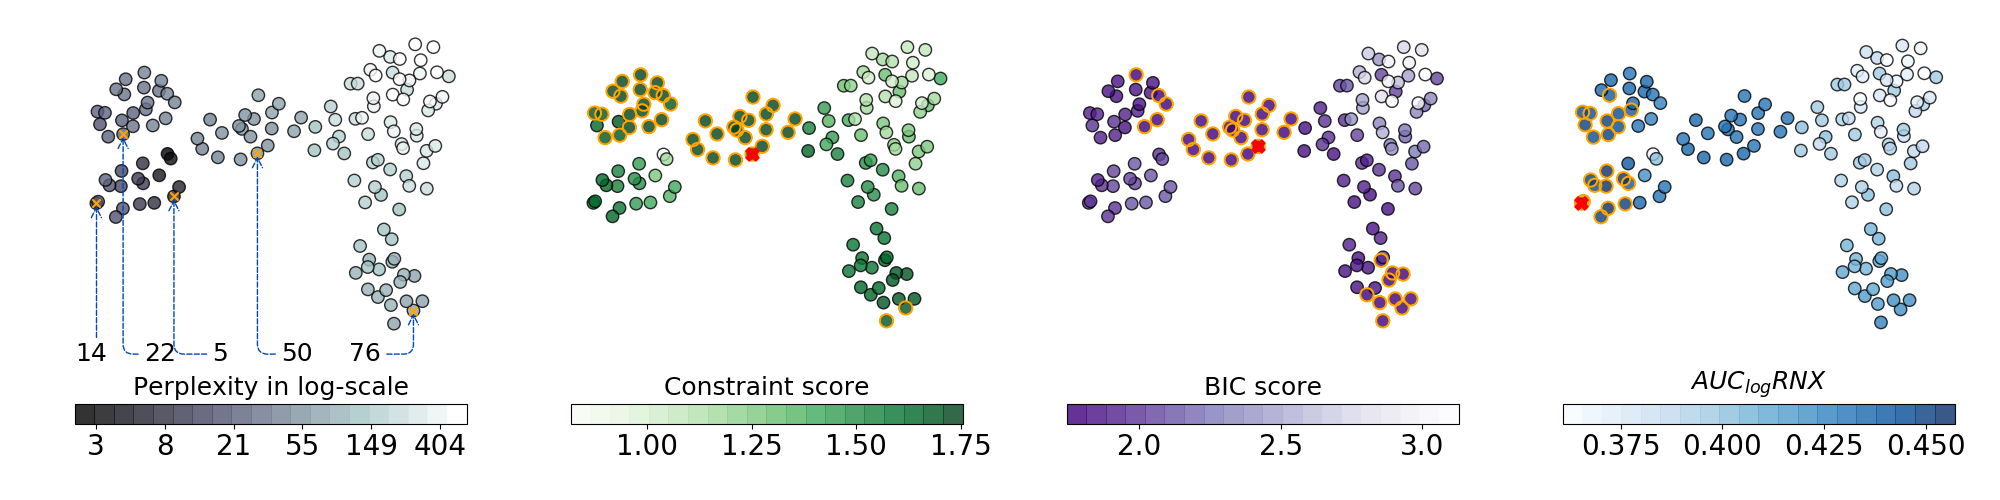 14 22 5 50 76
Perplexity in log-scale
3 8 21 55 149 404
Constraint score
1.00 1.25 1.50 1.75
BIC score
2.0 2.5 3.0
AUC_{log}RNX
0.375 0.400 0.425 0.450